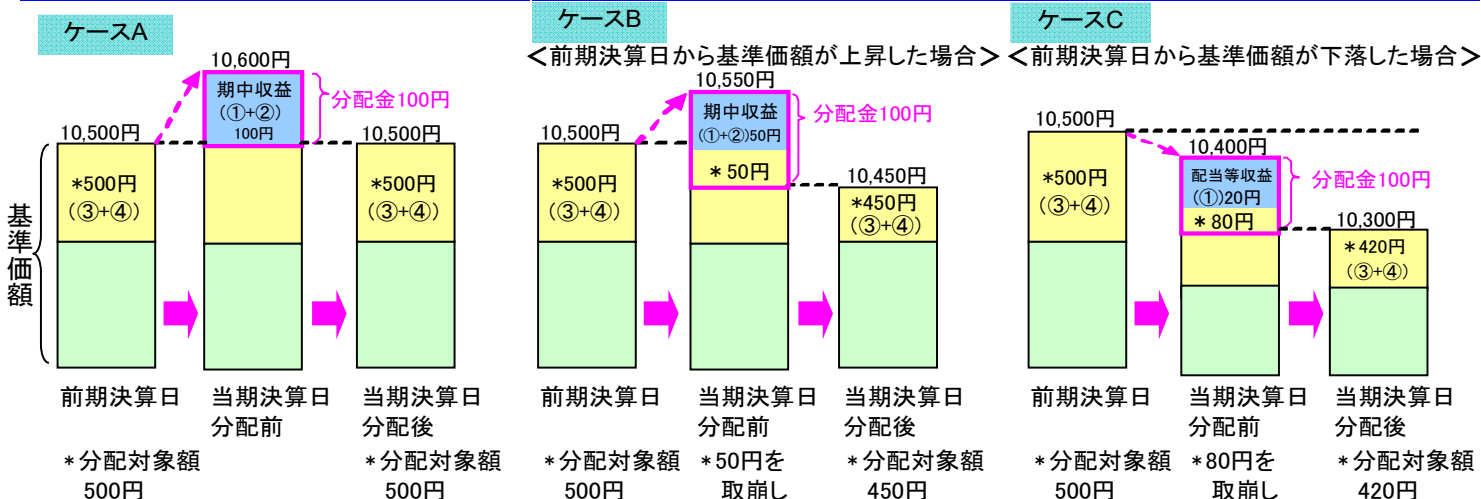 ケースA
10,600円
期中収益
(①+②)
100円
分配金100円
10,500円
10,500円
*500円
(③+④)
*500円
(③+④)
基準価額
前期決算日
当期決算日
分配前
当期決算日
分配後
*分配対象額
500円
*分配対象額
500円
ケースB
<前期決算日から基準価額が上昇した場合>
10,550円
期中収益
(①+②)50円
*50円
分配金100円
10,500円
*500円
(③+④)
10,450円
*450円
(③+④)
前期決算日
当期決算日
分配前
当期決算日
分配後
*分配対象額
500円
*50円を
取崩し
*分配対象額
450円
ケースC
<前期決算日から基準価額が下落した場合>
10,500円
*500円
(③+④)
10,400円
配当等収益
(①)20円
*80円
分配金100円
10,300円
*420円
(③+④)
前期決算日
当期決算日
分配前
当期決算日
分配後
*分配対象額
500円
*80円を
取崩し
*分配対象額
420円